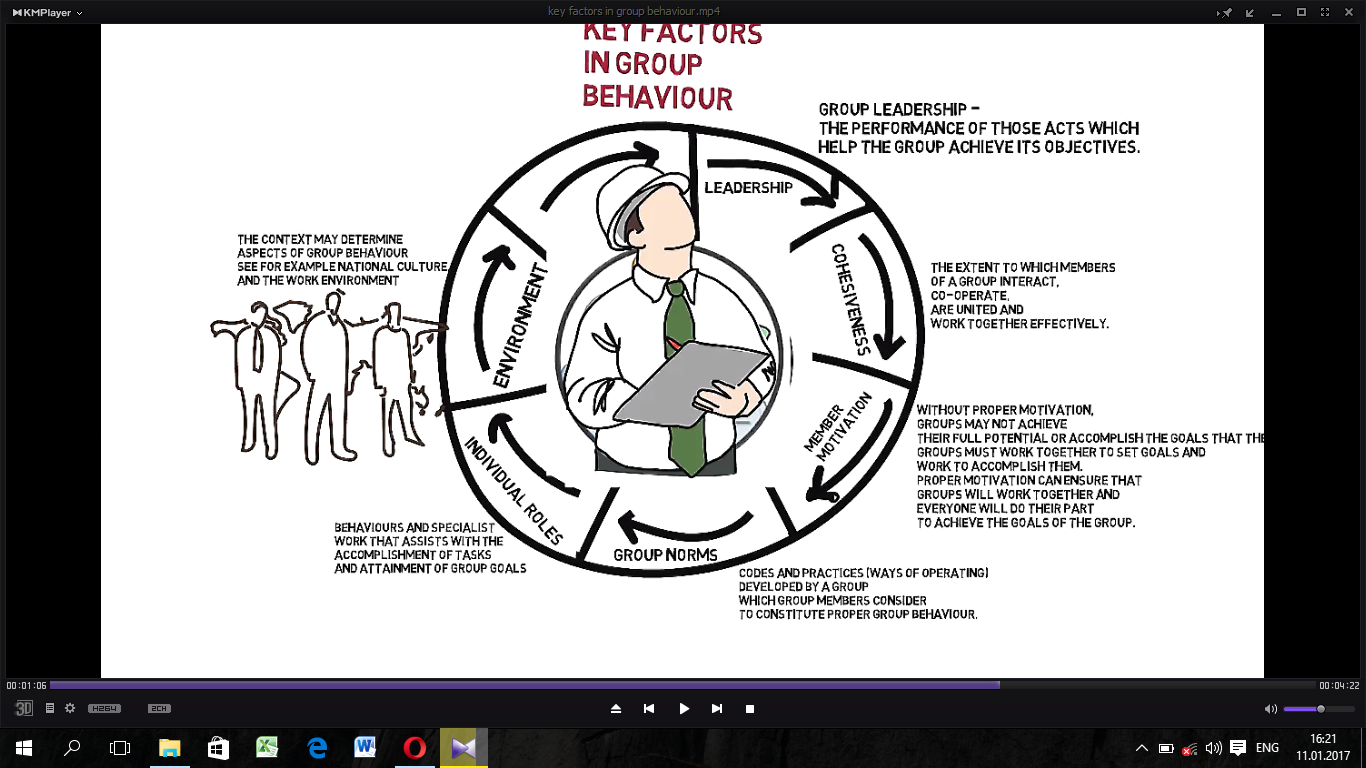 KMPlayer
key factors in group behaviour.mp4
KEY FACTORS
IN GROUP
BEHAVIOUR
GROUP LEADERSHIP –
THE PERFORMANCE OF THOSE ACTS WHICH
HELP THE GROUP ACHIEVE ITS OBJECTIVES.
LEADERSHIP
COHESIVENESS
THE EXTENT TO WHICH MEMBERS
OF A GROUP INTERACT,
CO-OPERATE,
ARE UNITED AND
WORK TOGETHER EFFECTIVELY.
MEMBER
MOTIVATION
WITHOUT PROPER MOTIVATION,
GROUPS MAY NOT ACHIEVE
THEIR FULL POTENTIAL OR ACCOMPLISH THE GOALS THAT THE
GROUPS MUST WORK TOGETHER TO SET GOALS AND
WORK TO ACCOMPLISH THEM.
PROPER MOTIVATION CAN ENSURE THAT
GROUPS WILL WORK TOGETHER AND
EVERYONE WILL DO THEIR PART
TO ACHIEVE THE GOALS OF THE GROUP.
GROUP NORMS
CODES AND PRACTICES (WAYS OF OPERATING)
DEVELOPED BY A GROUP
WHICH GROUP MEMBERS CONSIDER
TO CONSTITUTE PROPER GROUP BEHAVIOUR.
INDIVIDUAL ROLES
BEHAVIOURS AND SPECIALIST
WORK THAT ASSISTS WITH THE
ACCOMPLISHMENT OF TASKS
AND ATTAINMENT OF GROUP GOALS
ENVIRONMENT
THE CONTEXT MAY DETERMINE
ASPECTS OF GROUP BEHAVIOUR
SEE FOR EXAMPLE NATIONAL CULTURE
AND THE WORK ENVIRONMENT
00:01:06
00:04:22
3D
H264
2CH
ENG
16:21
11.01.2017